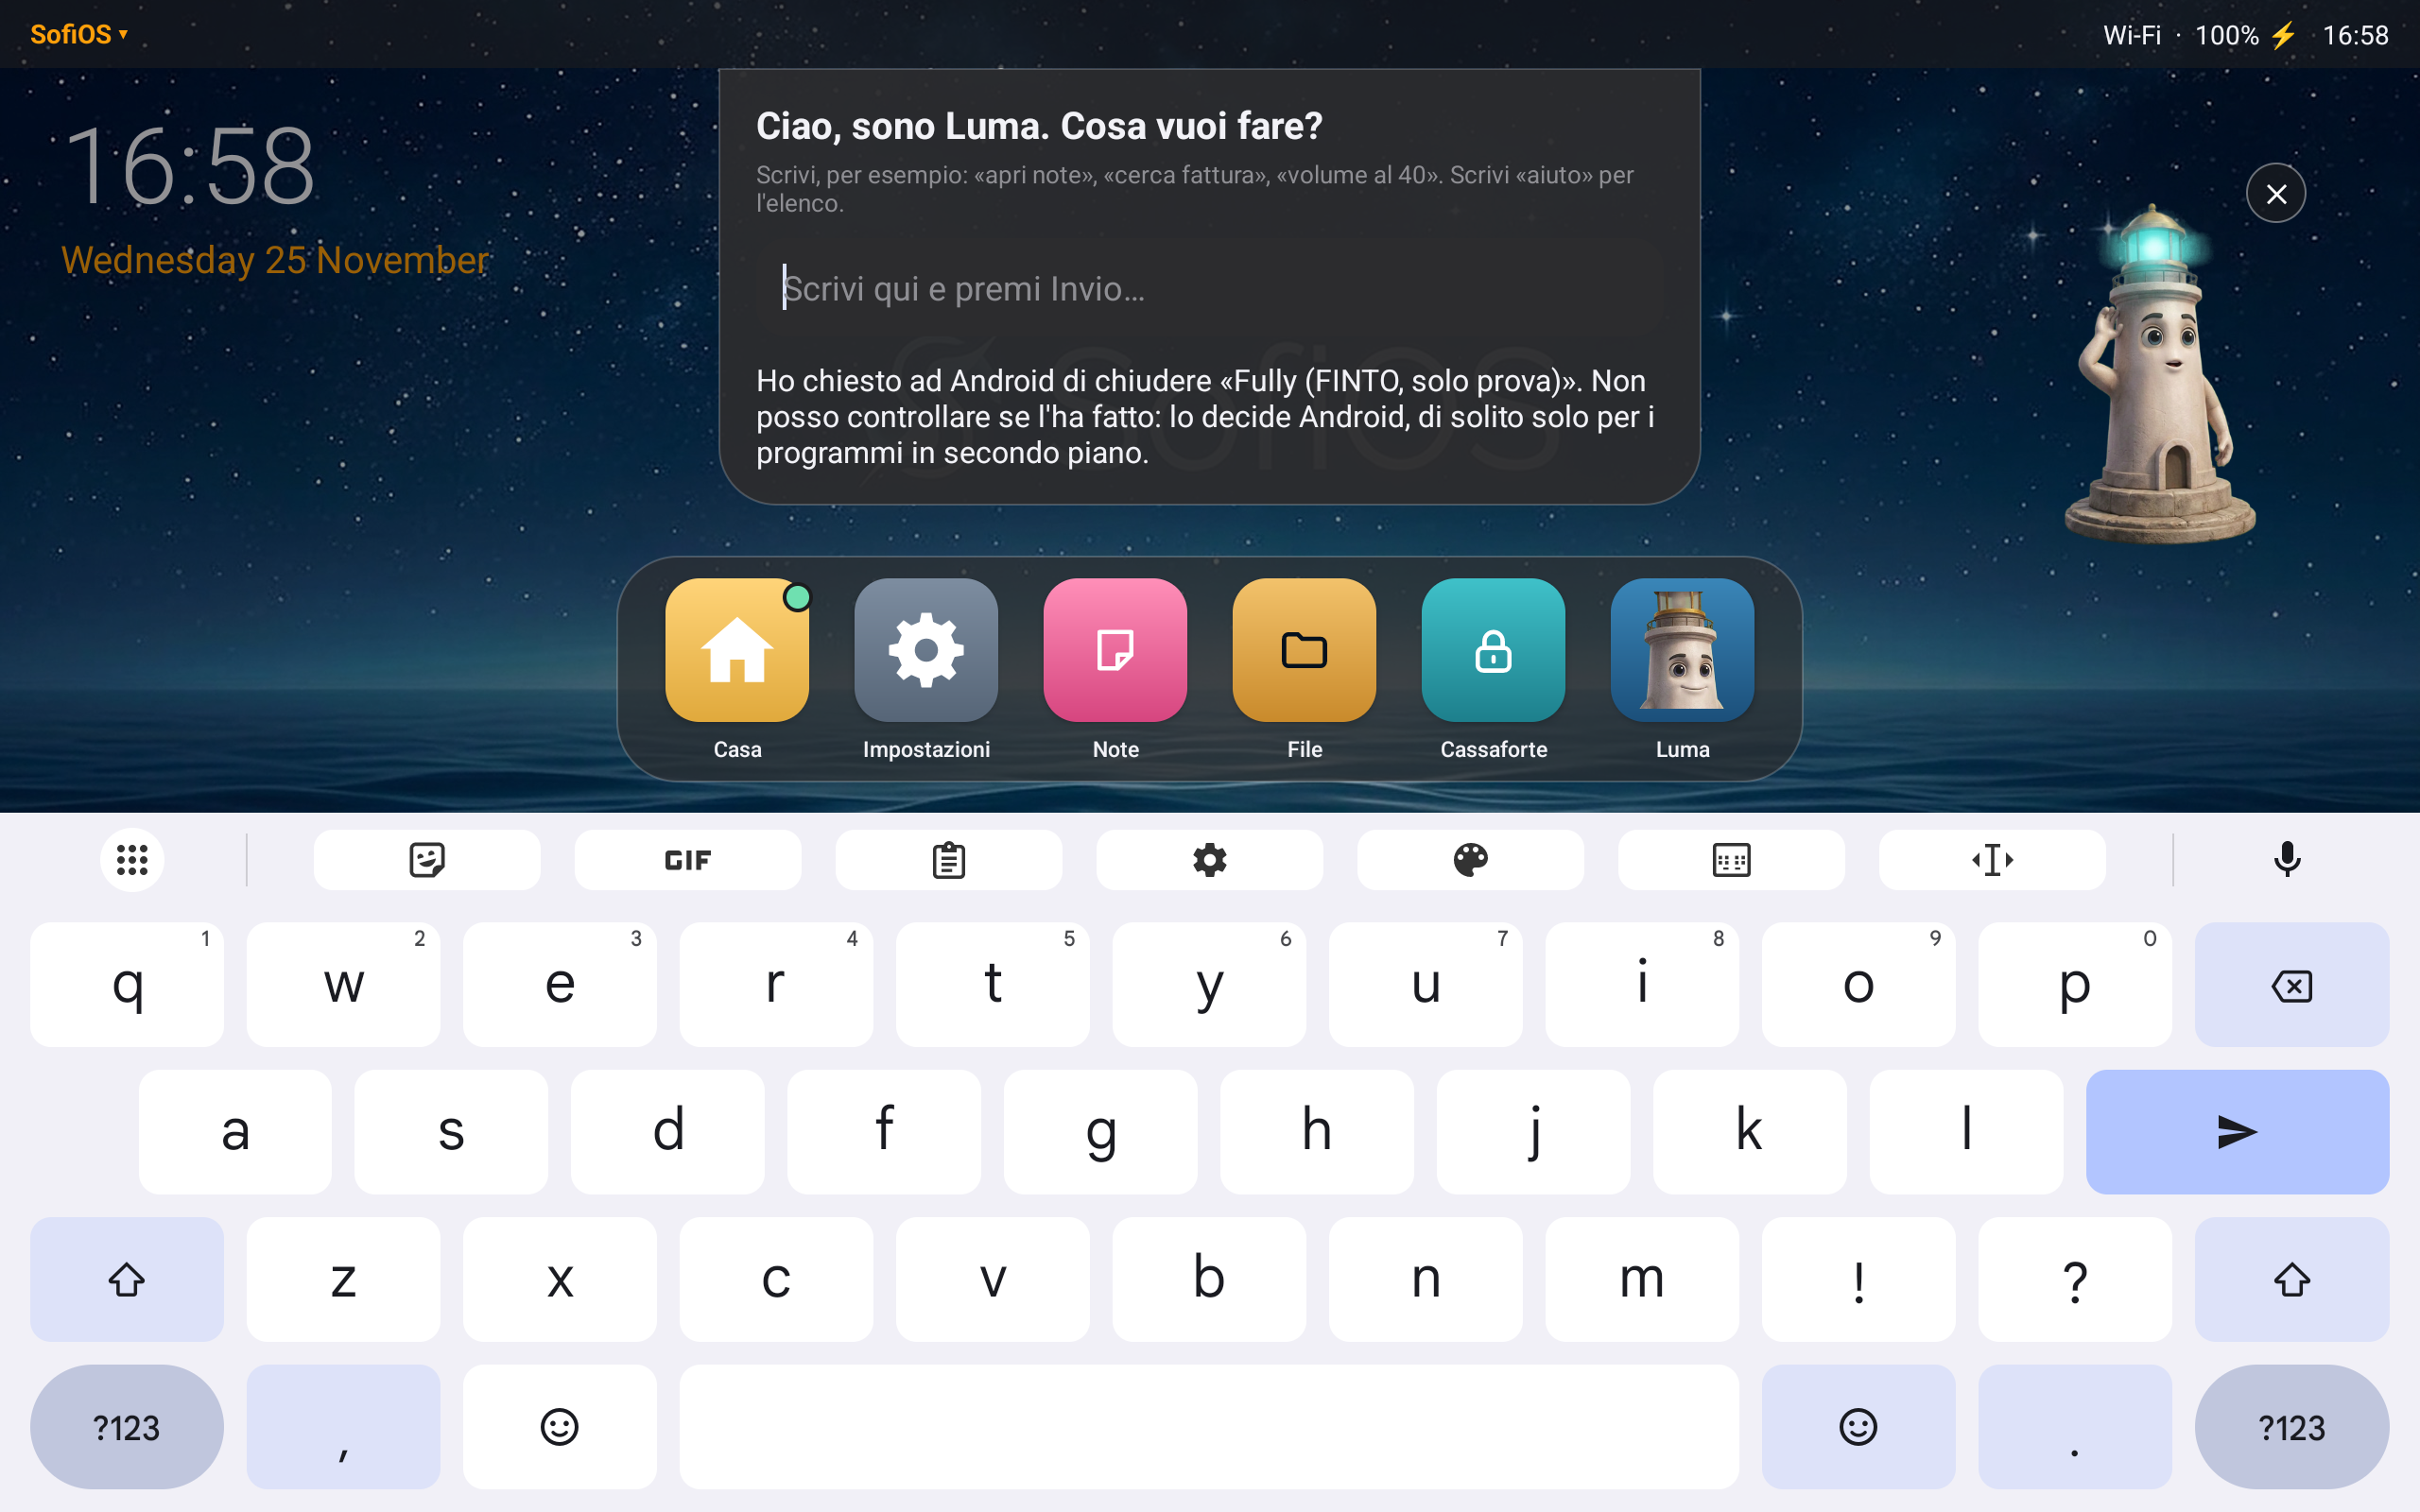 SofiOS ▾
Wi-Fi · 100% ⚡ 16:58
16:58
Wednesday 25 November
Ciao, sono Luma. Cosa vuoi fare?
Scrivi, per esempio: «apri note», «cerca fattura», «volume al 40». Scrivi «aiuto» per
l'elenco.
Scrivi qui e premi Invio…
SofiOS
Ho chiesto ad Android di chiudere «Fully (FINTO, solo prova)». Non
posso controllare se l'ha fatto: lo decide Android, di solito solo per i
programmi in secondo piano.
Casa Impostazioni Note File Cassaforte Luma
GIF
q 1 w 2 e 3 r 4 t 5 y 6 u 7 i 8 o 9 p 0
a s d f g h j k l
z x c v b n m ! ?
?123 , . ?123